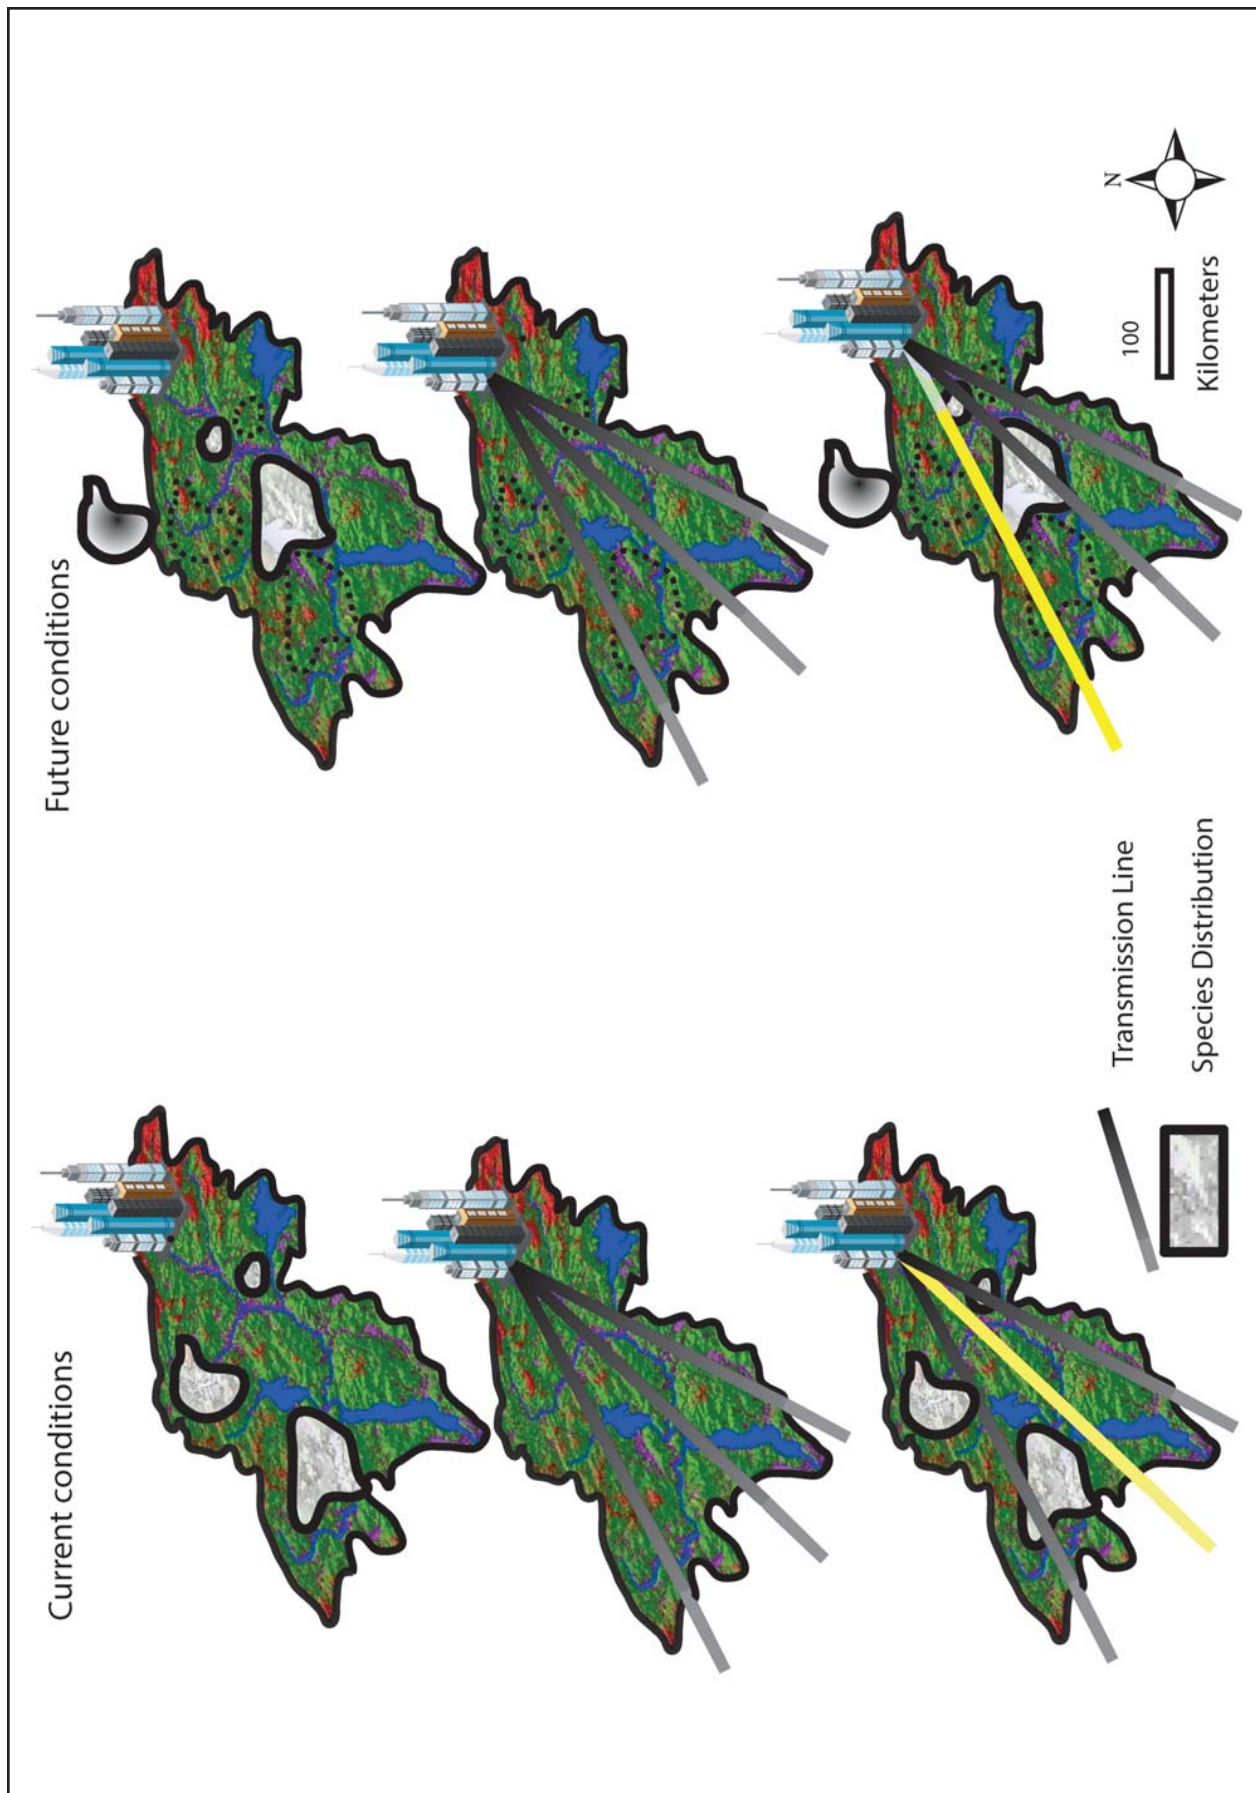 Current conditions
Future conditions
Transmission Line
Species Distribution
N
100
Kilometers